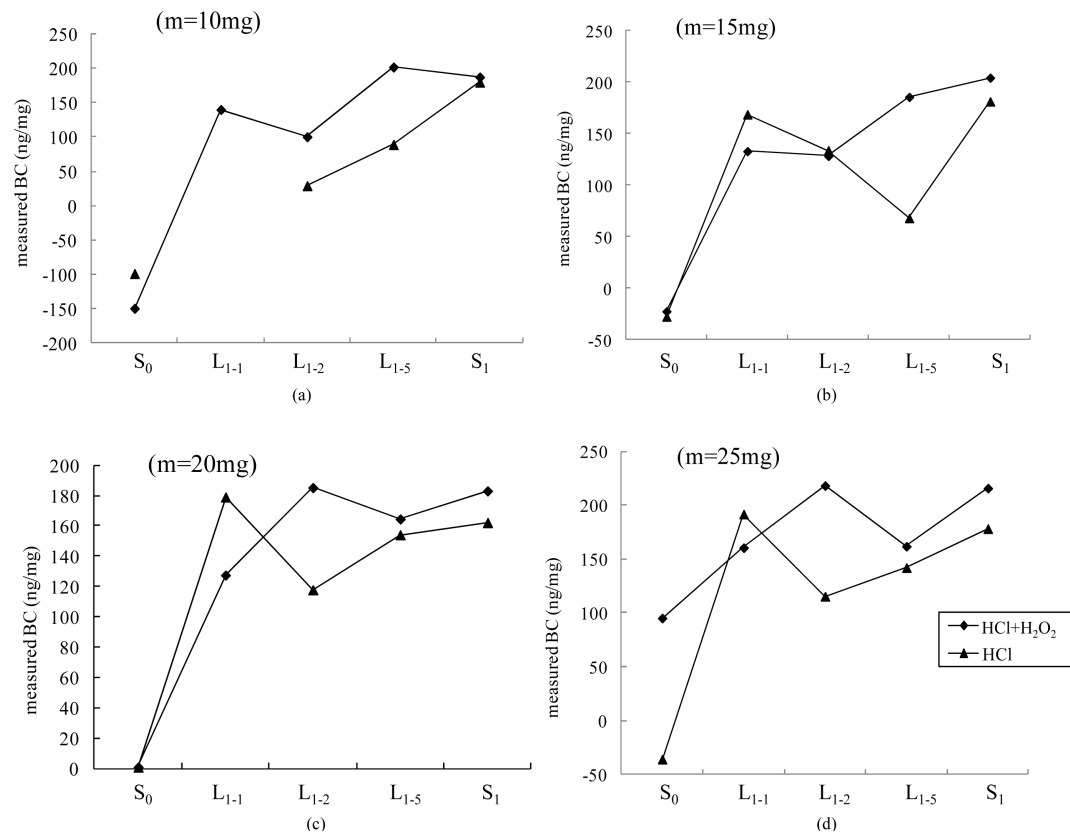 (m=10mg)
250
200
150
100
50
0
-50
-100
-150
-200
measured BC (ng/mg)
S₀ L₁₋₁ L₁₋₂ L₁₋₅ S₁
(a)
(m=15mg)
250
200
150
100
50
0
-50
measured BC (ng/mg)
S₀ L₁₋₁ L₁₋₂ L₁₋₅ S₁
(b)
(m=20mg)
200
180
160
140
120
100
80
60
40
20
0
measured BC (ng/mg)
S₀ L₁₋₁ L₁₋₂ L₁₋₅ S₁
(c)
(m=25mg)
250
200
150
100
50
0
-50
measured BC (ng/mg)
HCl+H₂O₂
HCl
S₀ L₁₋₁ L₁₋₂ L₁₋₅ S₁
(d)